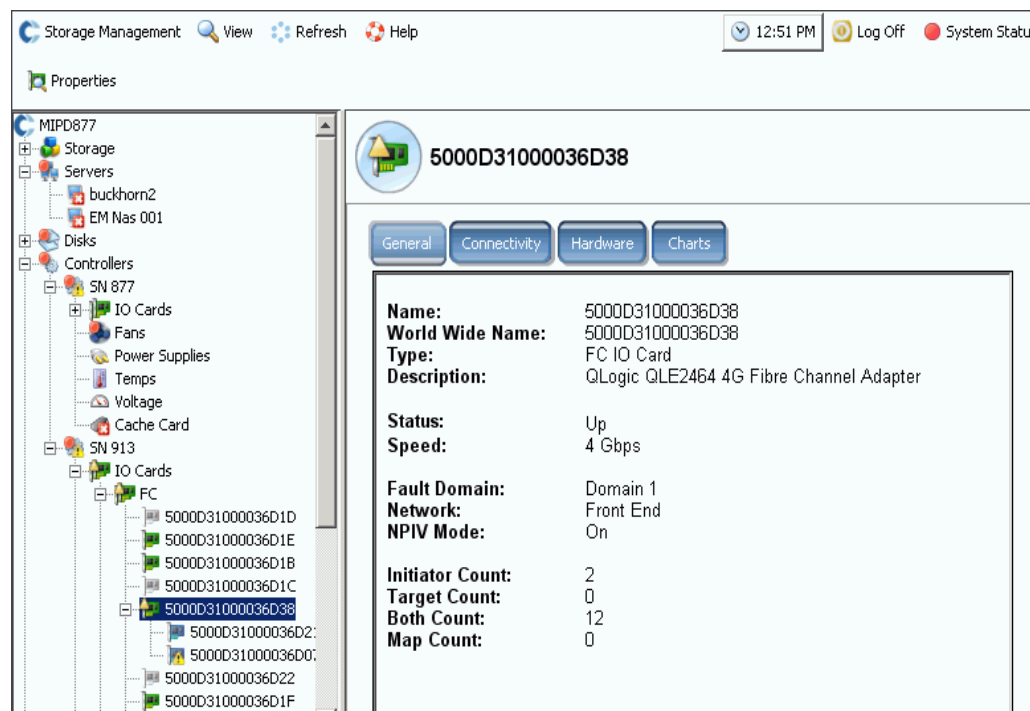 Storage Management View Refresh Help 12:51 PM Log Off System Statu
Properties
MIPD877
Storage
Servers
buckhorn2
EM Nas 001
Disks
Controllers
SN 877
IO Cards
Fans
Power Supplies
Temps
Voltage
Cache Card
SN 913
IO Cards
FC
5000D31000036D1D
5000D31000036D1E
5000D31000036D1B
5000D31000036D1C
5000D31000036D38
5000D31000036D2
5000D31000036D0
5000D31000036D22
5000D31000036D1F
5000D31000036D38
General Connectivity Hardware Charts
Name: 5000D31000036D38
World Wide Name: 5000D31000036D38
Type: FC IO Card
Description: QLogic QLE2464 4G Fibre Channel Adapter
Status: Up
Speed: 4 Gbps
Fault Domain: Domain 1
Network: Front End
NPIV Mode: On
Initiator Count: 2
Target Count: 0
Both Count: 12
Map Count: 0